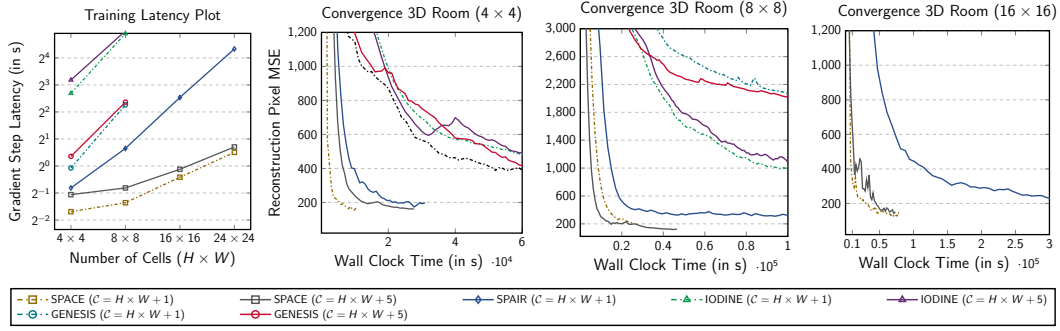 Training Latency Plot
Gradient Step Latency (in s)
2^4
2^3
2^2
2^1
2^0
2^−1
2^−2
4 × 4
8 × 8
16 × 16
24 × 24
Number of Cells (H × W)
Convergence 3D Room (4 × 4)
Reconstruction Pixel MSE
1,200
1,000
800
600
400
200
2
4
6
Wall Clock Time (in s) ·10^4
Convergence 3D Room (8 × 8)
3,000
2,600
2,200
1,800
1,400
1,000
600
200
0.2
0.4
0.6
0.8
1
Wall Clock Time (in s) ·10^5
Convergence 3D Room (16 × 16)
1,200
1,000
800
600
400
200
0.1
0.5
1
1.5
2
2.5
3
Wall Clock Time (in s) ·10^5
SPACE (C = H × W + 1)
SPACE (C = H × W + 5)
SPAIR (C = H × W + 1)
IODINE (C = H × W + 1)
IODINE (C = H × W + 5)
GENESIS (C = H × W + 1)
GENESIS (C = H × W + 5)